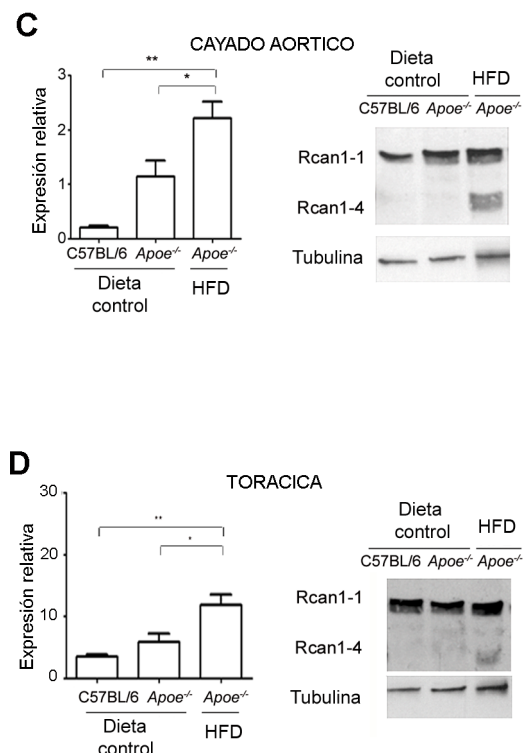 C
CAYADO AORTICO
**
*
3
2
1
0
Expresión relativa
C57BL/6 Apoe-/- Apoe-/-
Dieta
control
HFD
Dieta
control
HFD
C57BL/6 Apoe-/- Apoe-/-
Rcan1-1
Rcan1-4
Tubulina
D
TORACICA
**
*
30
20
10
0
Expresión relativa
C57BL/6 Apoe-/- Apoe-/-
Dieta
control
HFD
Dieta
control
HFD
C57BL/6 Apoe-/- Apoe-/-
Rcan1-1
Rcan1-4
Tubulina